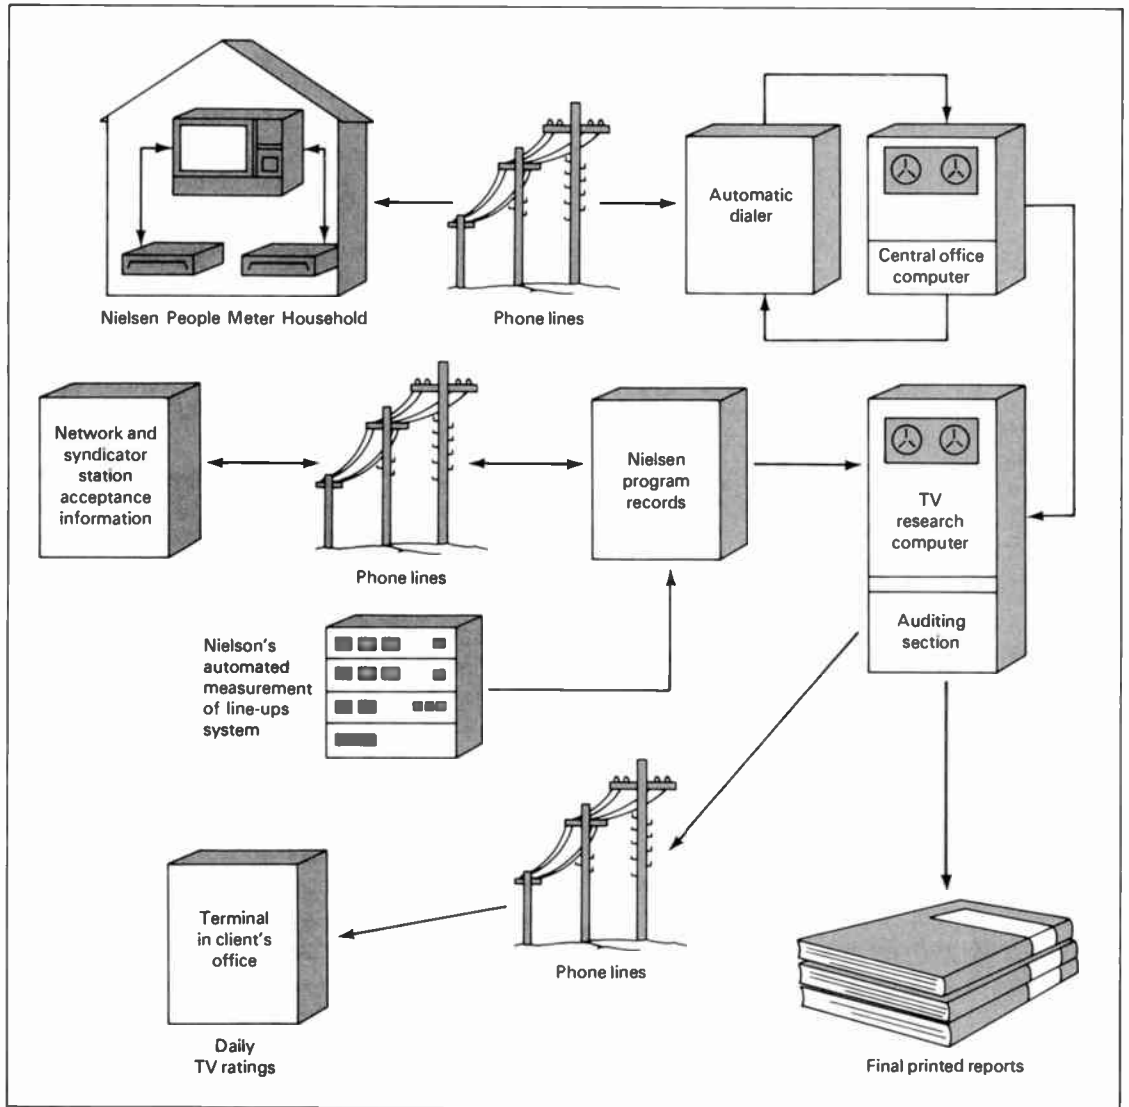 Automatic
dialer
Central office
computer
Nielsen People Meter Household
Phone lines
Network and
syndicator
station
acceptance
information
Phone lines
Nielsen
program
records
TV
research
computer
Auditing
section
Nielson's
automated
measurement
of line-ups
system
Terminal
in client's
office
Daily
TV ratings
Phone lines
Final printed reports